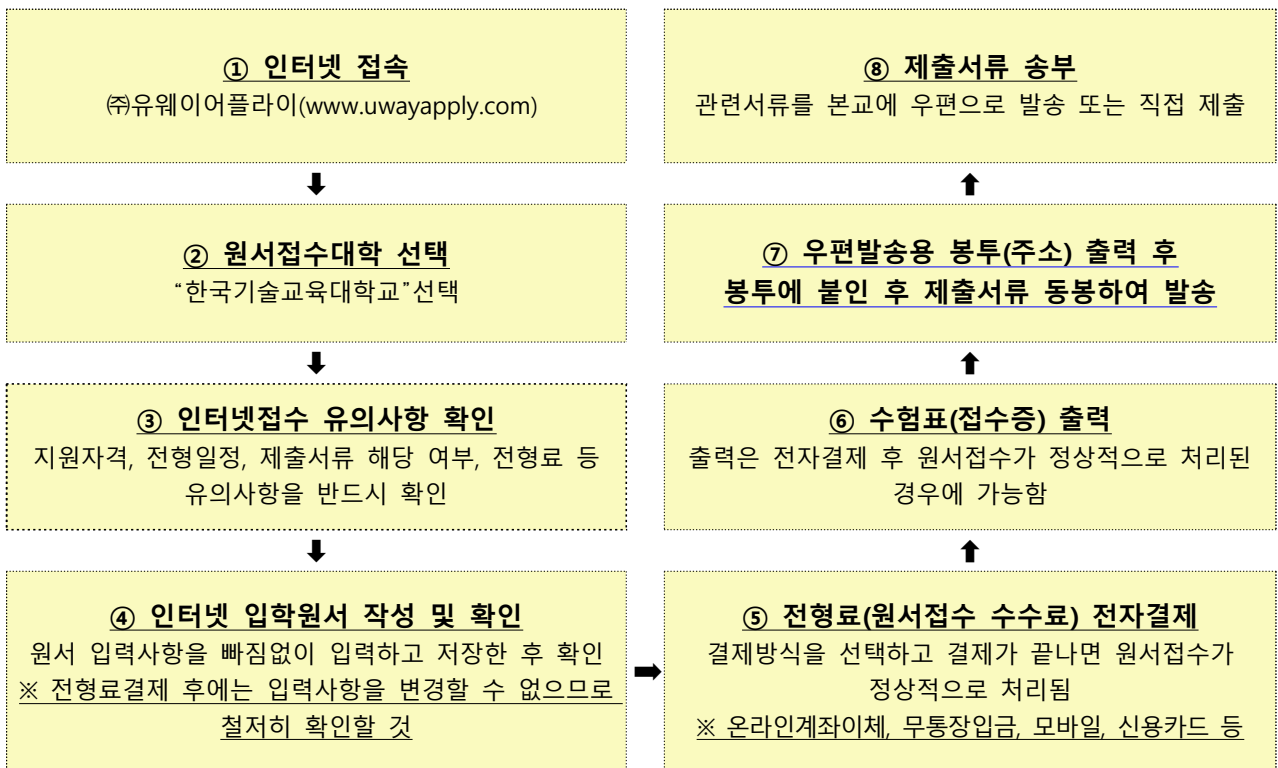 ① 인터넷 접속
㈜유웨이어플라이(www.uwayapply.com)
⬇
② 원서접수대학 선택
“한국기술교육대학교”선택
⬇
③ 인터넷접수 유의사항 확인
지원자격, 전형일정, 제출서류 해당 여부, 전형료 등
유의사항을 반드시 확인
⬇
④ 인터넷 입학원서 작성 및 확인
원서 입력사항을 빠짐없이 입력하고 저장한 후 확인
※ 전형료결제 후에는 입력사항을 변경할 수 없으므로
철저히 확인할 것
➡
⑤ 전형료(원서접수 수수료) 전자결제
결제방식을 선택하고 결제가 끝나면 원서접수가
정상적으로 처리됨
※ 온라인계좌이체, 무통장입금, 모바일, 신용카드 등
⬆
⑥ 수험표(접수증) 출력
출력은 전자결제 후 원서접수가 정상적으로 처리된
경우에 가능함
⬆
⑦ 우편발송용 봉투(주소) 출력 후
봉투에 붙인 후 제출서류 동봉하여 발송
⬆
⑧ 제출서류 송부
관련서류를 본교에 우편으로 발송 또는 직접 제출